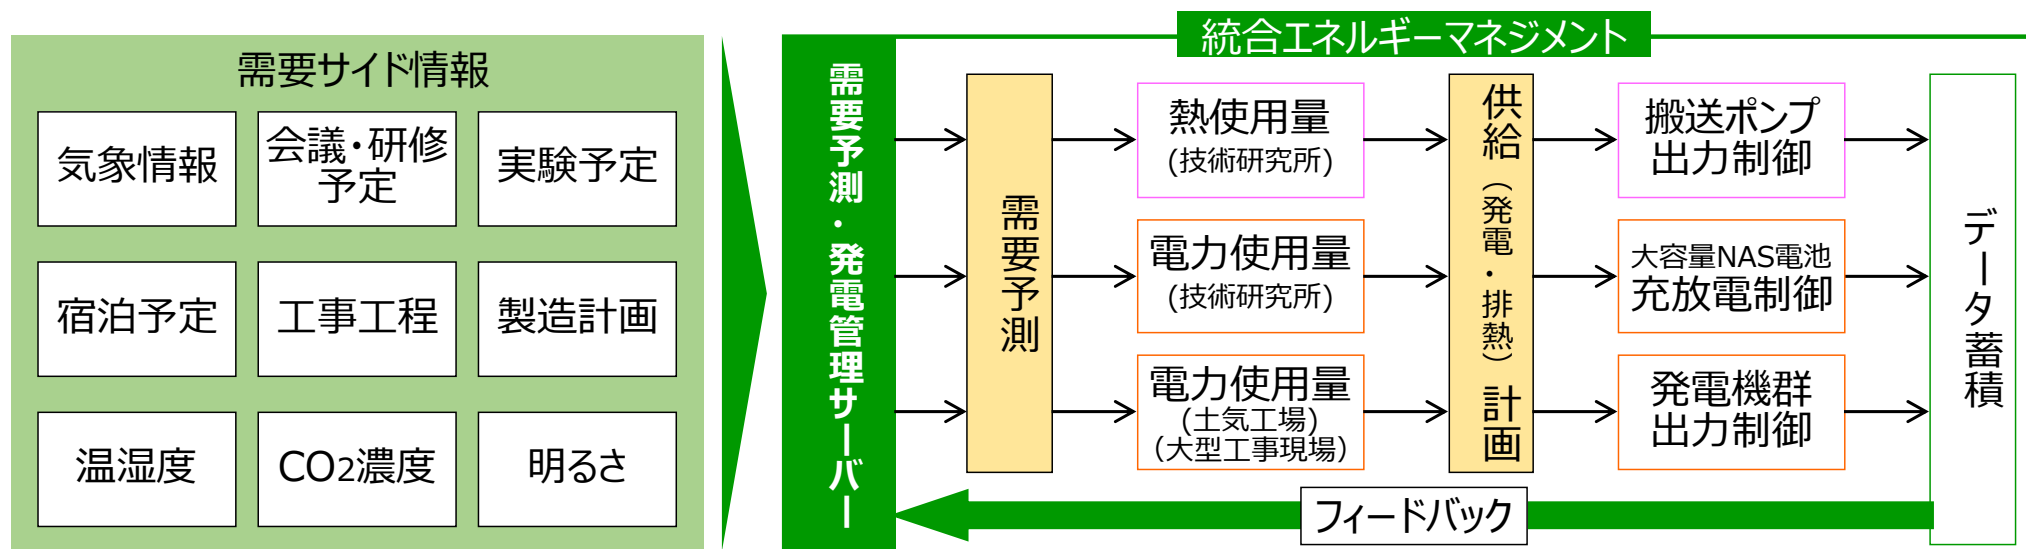 需要サイド情報
気象情報
会議・研修
予定
実験予定
宿泊予定
工事工程
製造計画
温湿度
CO2濃度
明るさ
統合エネルギーマネジメント
需要予測・発電管理サーバー
需要予測
熱使用量
(技術研究所)
電力使用量
(技術研究所)
電力使用量
(土気工場)
(大型工事現場)
供給(発電・排熱)計画
搬送ポンプ
出力制御
大容量NAS電池
充放電制御
発電機群
出力制御
データ蓄積
フィードバック